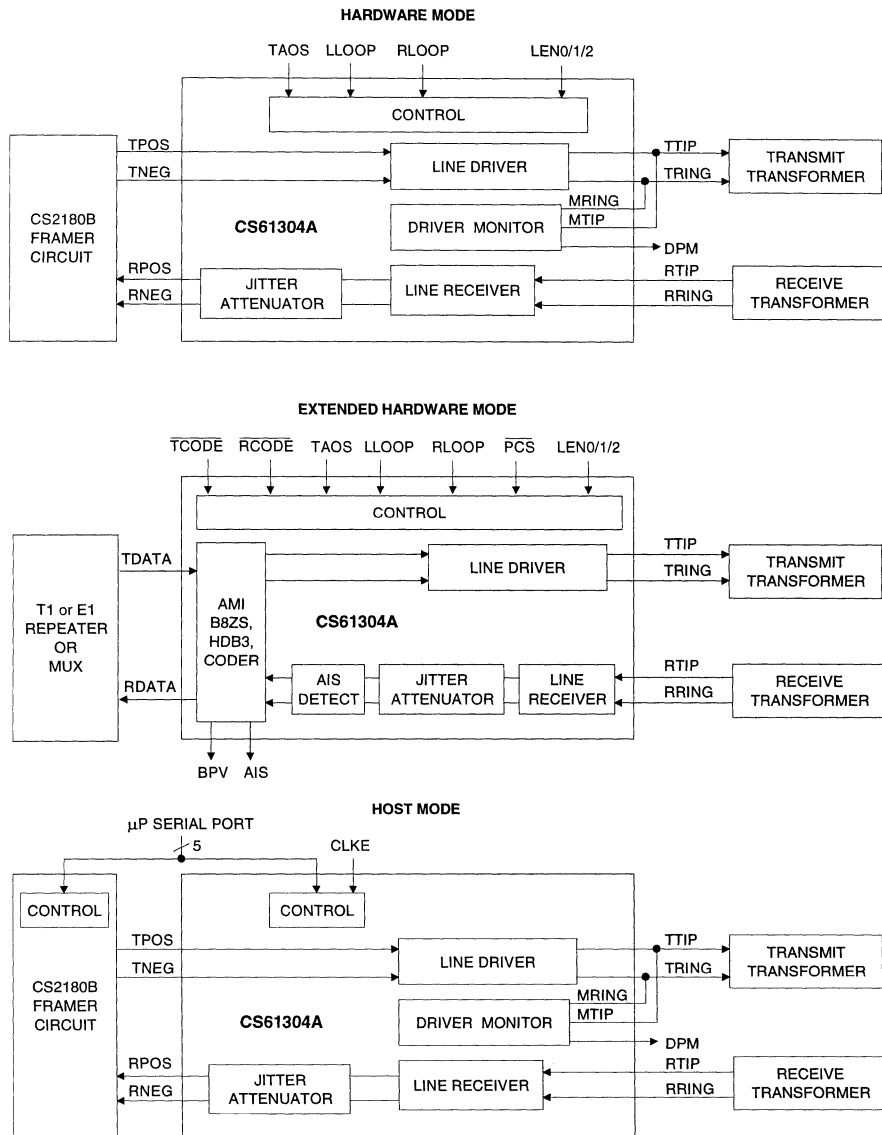 HARDWARE MODE
TAOS LLOOP RLOOP LEN0/1/2
CONTROL
CS2180B
FRAMER
CIRCUIT
TPOS
TNEG
RPOS
RNEG
CS61304A
LINE DRIVER
DRIVER MONITOR
JITTER
ATTENUATOR
LINE RECEIVER
TTIP
TRING
MRING
MTIP
DPM
RTIP
RRING
TRANSMIT
TRANSFORMER
RECEIVE
TRANSFORMER
EXTENDED HARDWARE MODE
TCODE RCODE TAOS LLOOP RLOOP PCS LEN0/1/2
CONTROL
T1 or E1
REPEATER
OR
MUX
TDATA
RDATA
AMI
B8ZS,
HDB3,
CODER
CS61304A
LINE DRIVER
AIS
DETECT
JITTER
ATTENUATOR
LINE
RECEIVER
TTIP
TRING
RTIP
RRING
TRANSMIT
TRANSFORMER
RECEIVE
TRANSFORMER
BPV AIS
HOST MODE
µP SERIAL PORT
5
CLKE
CONTROL
CONTROL
CS2180B
FRAMER
CIRCUIT
TPOS
TNEG
RPOS
RNEG
CS61304A
LINE DRIVER
DRIVER MONITOR
JITTER
ATTENUATOR
LINE RECEIVER
TTIP
TRING
MRING
MTIP
DPM
RTIP
RRING
TRANSMIT
TRANSFORMER
RECEIVE
TRANSFORMER